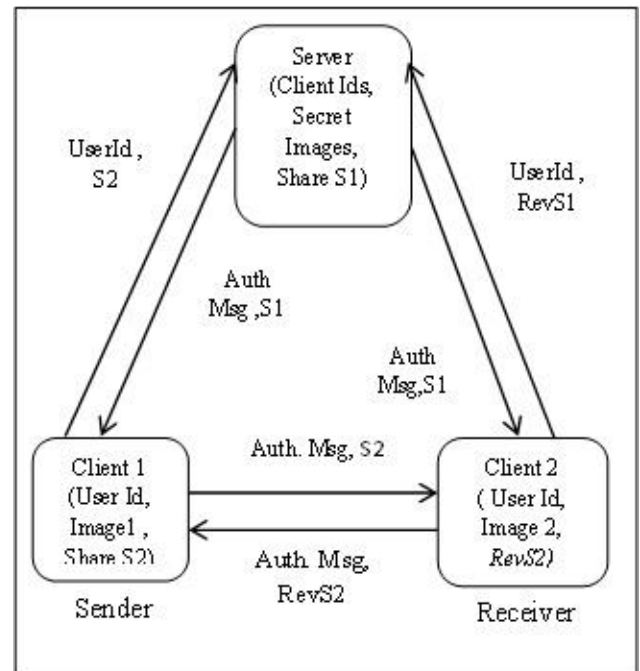 Server
(Client Ids,
Secret
Images,
Share S1)
UserId ,
S2
UserId ,
RevS1
Auth
Msg ,S1
Auth
Msg,S1
Client 1
(User Id,
Image1 ,
Share S2)
Auth. Msg, S2
Client 2
( User Id,
Image 2,
RevS2)
Auth. Msg,
RevS2
Sender
Receiver